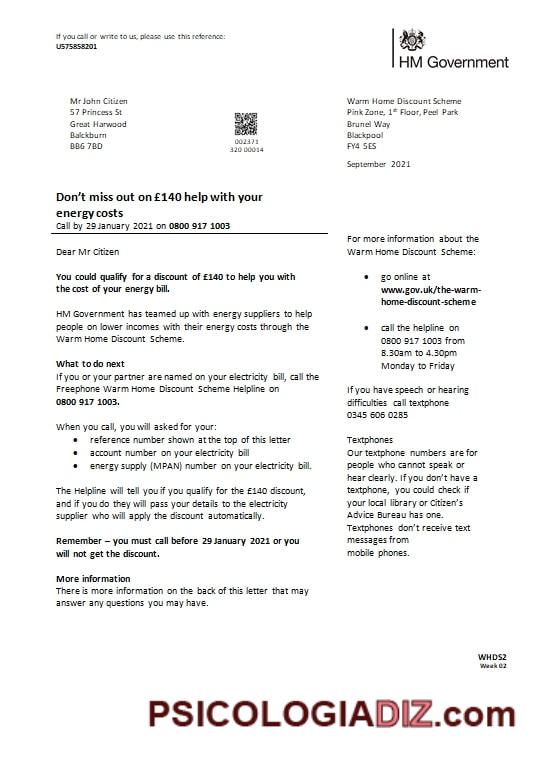 If you call or write to us, please use this reference:
U575858201
HM Government
Mr John Citizen
57 Princess St
Great Harwood
Balckburn
BB6 7BD
002371
320 00014
Warm Home Discount Scheme
Pink Zone, 1st Floor, Peel Park
Brunel Way
Blackpool
FY4 5ES
September 2021
Don't miss out on £140 help with your
energy costs
Call by 29 January 2021 on 0800 917 1003
Dear Mr Citizen
You could qualify for a discount of £140 to help you with
the cost of your energy bill.
HM Government has teamed up with energy suppliers to help
people on lower incomes with their energy costs through the
Warm Home Discount Scheme.
What to do next
If you or your partner are named on your electricity bill, call the
Freephone Warm Home Discount Scheme Helpline on
0800 917 1003.
When you call, you will asked for your:
• reference number shown at the top of this letter
• account number on your electricity bill
• energy supply (MPAN) number on your electricity bill.
The Helpline will tell you if you qualify for the £140 discount,
and if you do they will pass your details to the electricity
supplier who will apply the discount automatically.
Remember – you must call before 29 January 2021 or you
will not get the discount.
More information
There is more information on the back of this letter that may
answer any questions you may have.
For more information about the
Warm Home Discount Scheme:
• go online at
www.gov.uk/the-warm-
home-discount-scheme
• call the helpline on
0800 917 1003 from
8.30am to 4.30pm
Monday to Friday
If you have speech or hearing
difficulties call textphone
0345 606 0285
Textphones
Our textphone numbers are for
people who cannot speak or
hear clearly. If you don't have a
textphone, you could check if
your local library or Citizen's
Advice Bureau has one.
Textphones don't receive text
messages from
mobile phones.
WHDS2
Week 02
PSICOLOGIADIZ.com